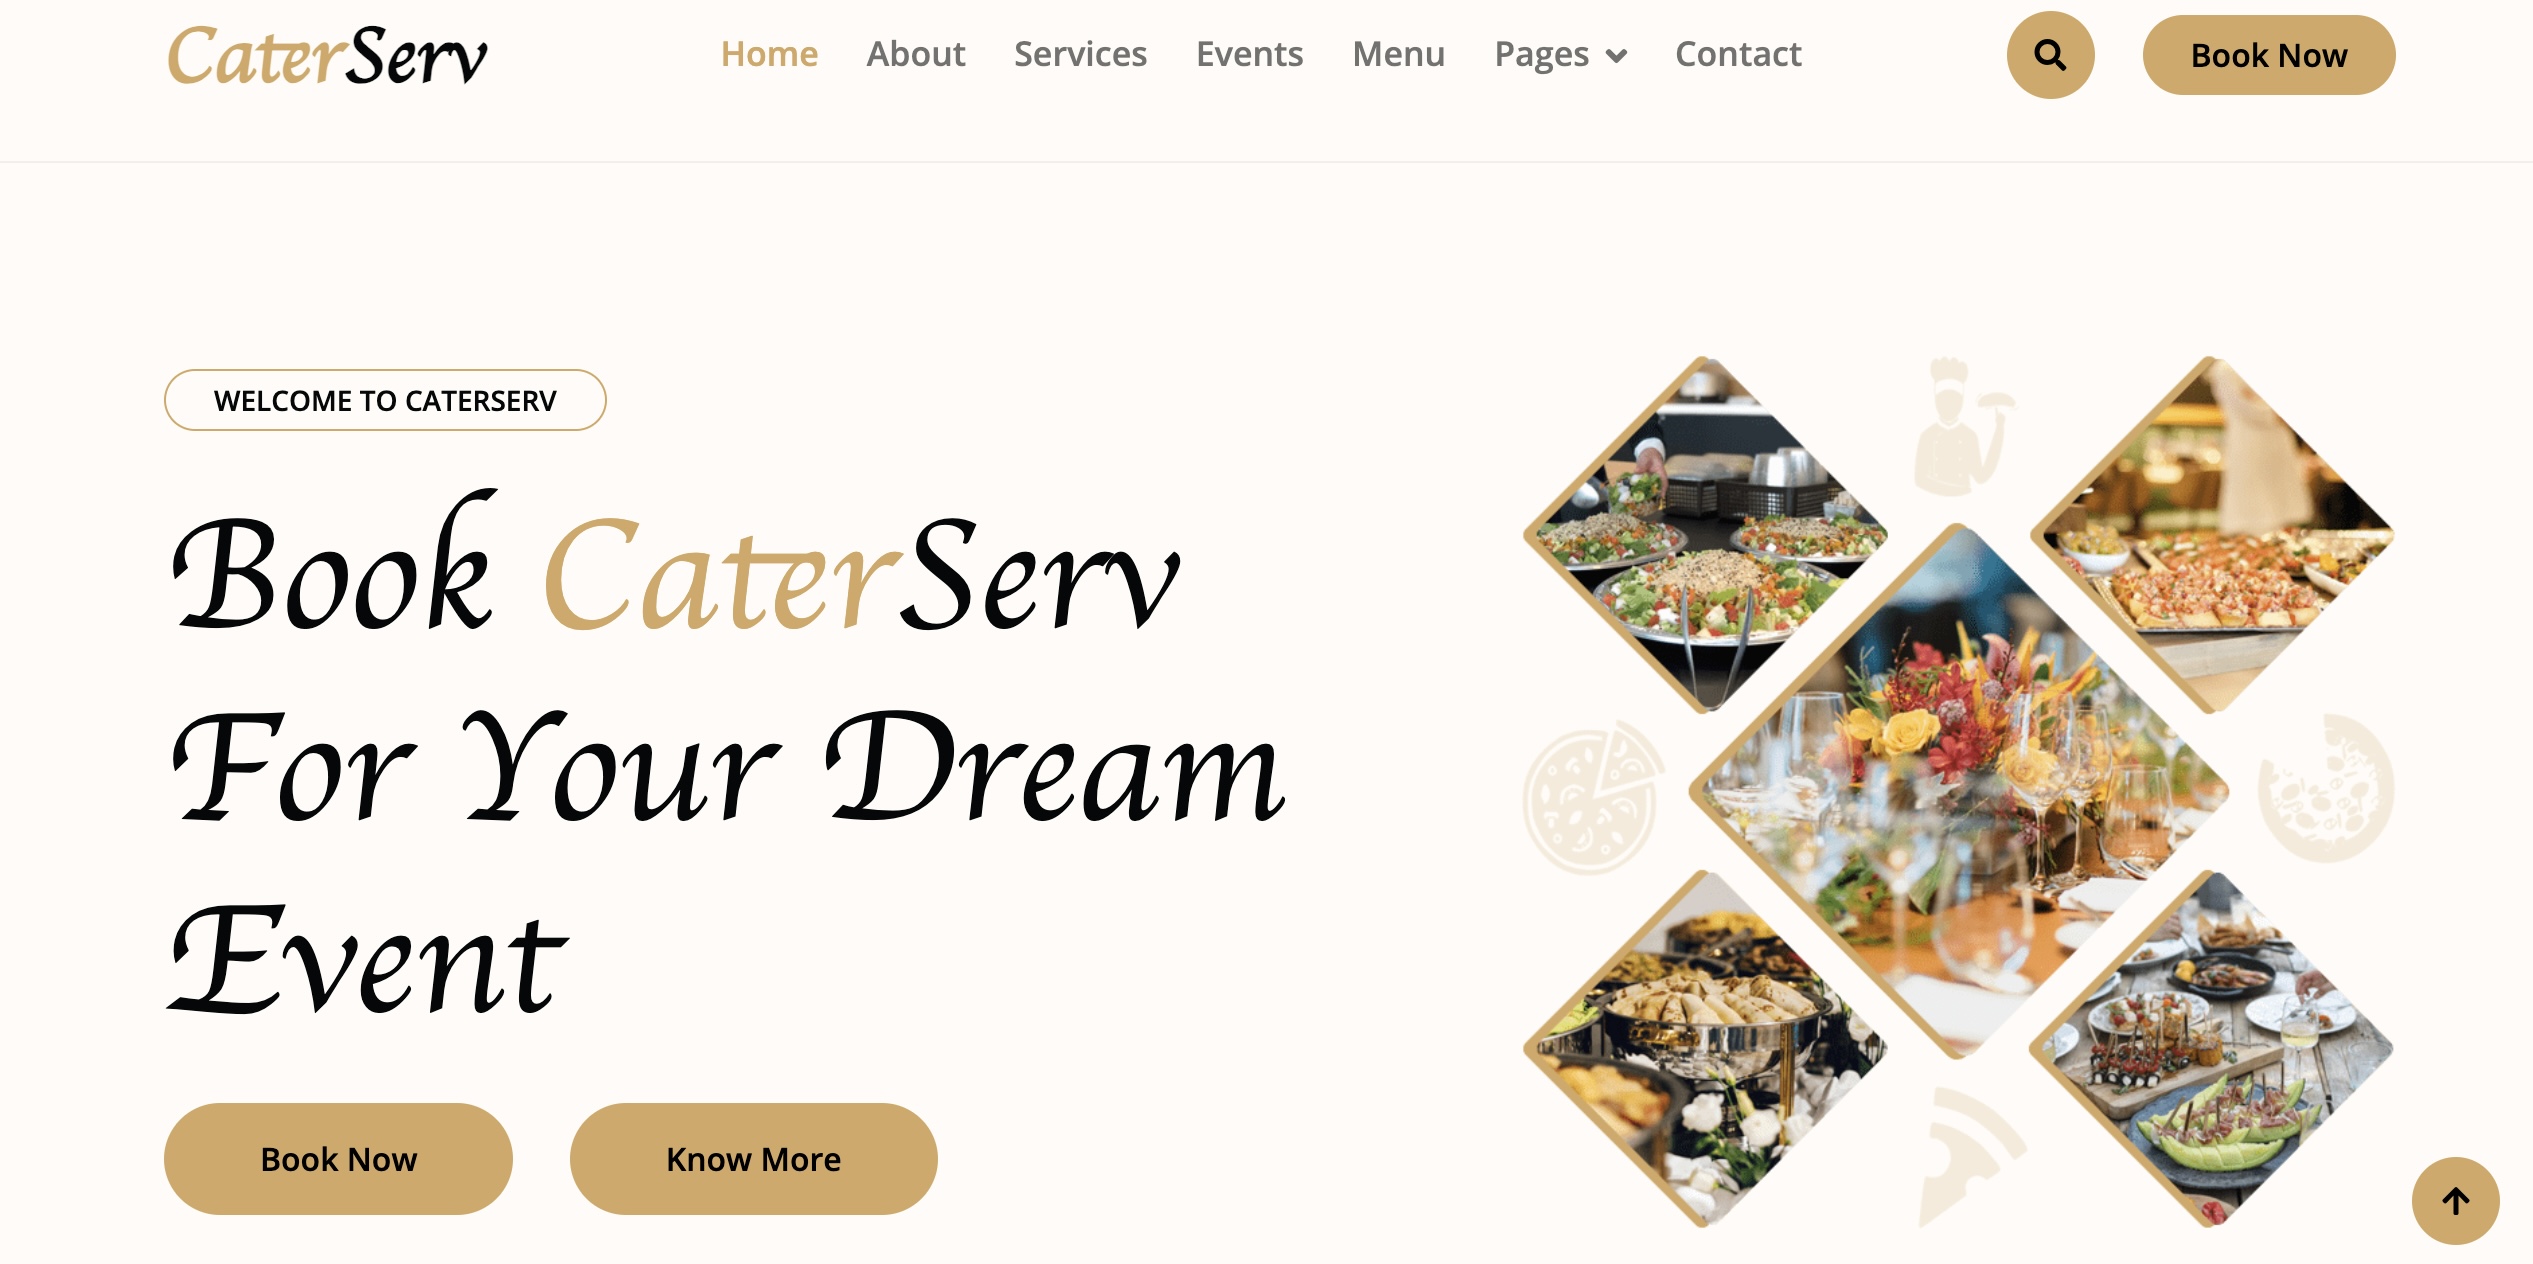 CaterServ
Home About Services Events Menu Pages Contact
Book Now
WELCOME TO CATERSERV
Book CaterServ
For Your Dream
Event
Book Now
Know More